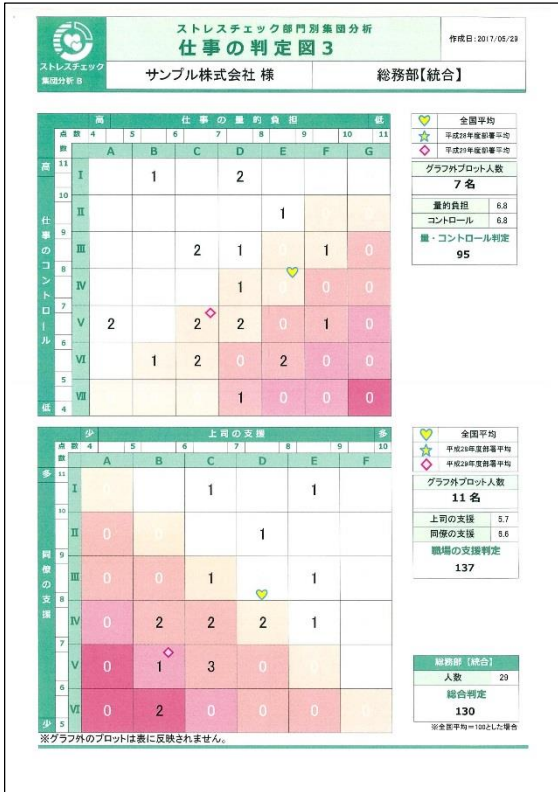 ストレスチェック部門別集団分析
仕事の判定図3
作成日:2017/05/29
ストレスチェック
集団分析 B
サンプル株式会社 様
総務部【統合】
高 仕事の量的負担 低
点数 4 5 6 7 8 9 10 11
A B C D E F G
高 仕事のコントロール 低
11 10 9 8 7 6 5 4
I 1 2
II 1 0 0
III 2 1 0 1 0
IV 1 0 0 0
V 2 2 2 0 1 0
VI 1 2 0 2 0 0
VII 1 0 0 0
全国平均
平成28年度部署平均
平成29年度部署平均
グラフ外プロット人数
7 名
量的負担 6.8
コントロール 6.8
量・コントロール判定
95
少 上司の支援 多
点数 4 5 6 7 8 9 10
A B C D E F
多 同僚の支援 少
11 10 9 8 7 6 5
I 0 1 1
II 0 0 1
III 0 0 1 1
IV 0 2 2 2 1
V 0 1 3 0 0
VI 0 2 0 0 0 0
全国平均
平成28年度部署平均
平成29年度部署平均
グラフ外プロット人数
11 名
上司の支援 5.7
同僚の支援 6.6
職場の支援判定
137
総務部【統合】
人数 29
総合判定
130
※全国平均=100とした場合
※グラフ外のプロットは表に反映されません。